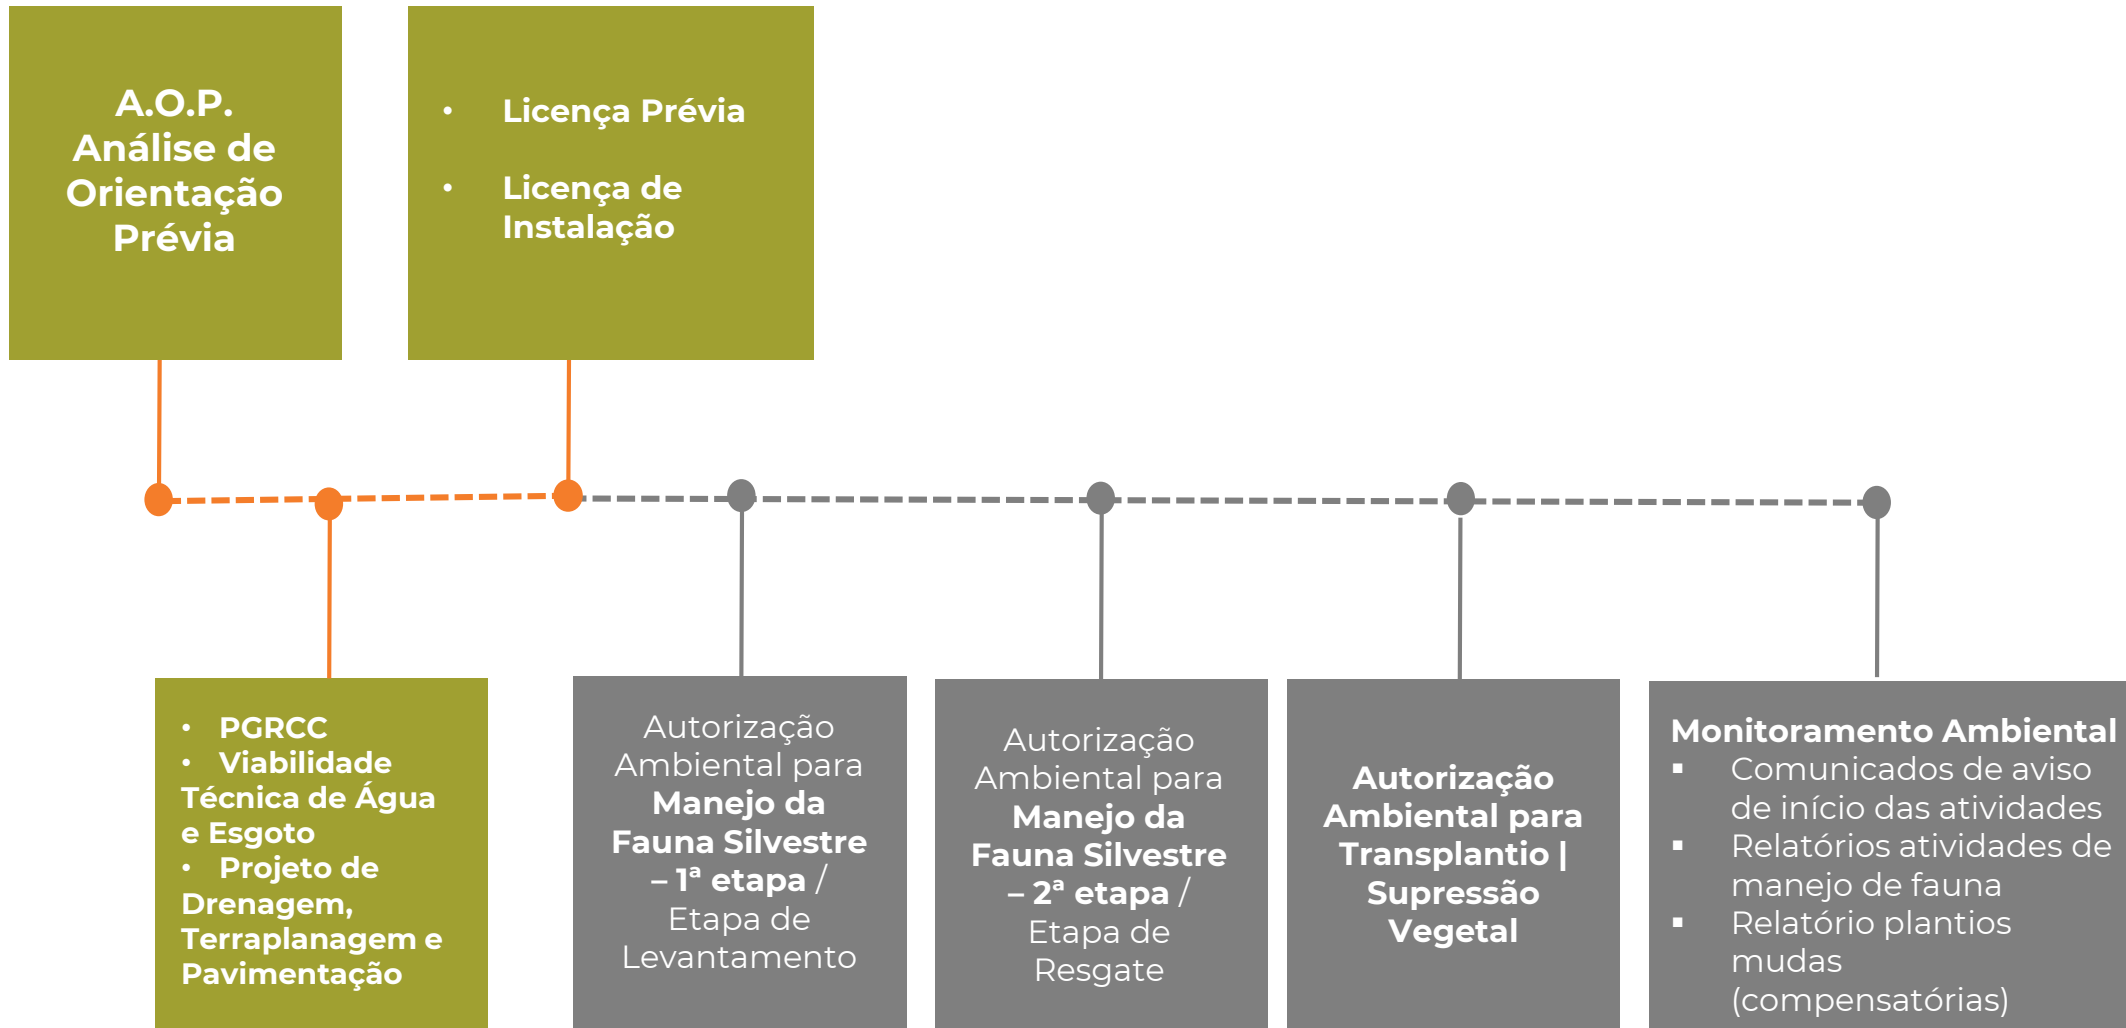 A.O.P.
Análise de
Orientação
Prévia
• Licença Prévia
• Licença de
Instalação
• PGRCC
• Viabilidade
Técnica de Água
e Esgoto
• Projeto de
Drenagem,
Terraplanagem e
Pavimentação
Autorização
Ambiental para
Manejo da
Fauna Silvestre
– 1ª etapa /
Etapa de
Levantamento
Autorização
Ambiental para
Manejo da
Fauna Silvestre
– 2ª etapa /
Etapa de
Resgate
Autorização
Ambiental para
Transplantio |
Supressão
Vegetal
Monitoramento Ambiental
▪ Comunicados de aviso
de início das atividades
▪ Relatórios atividades de
manejo de fauna
▪ Relatório plantios
mudas
(compensatórias)